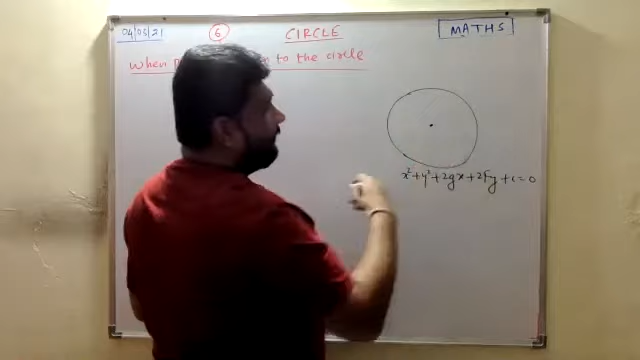 04/05/21
6
CIRCLE
MATHS
When to the circle
x²+y²+2gx+2fy+c=0